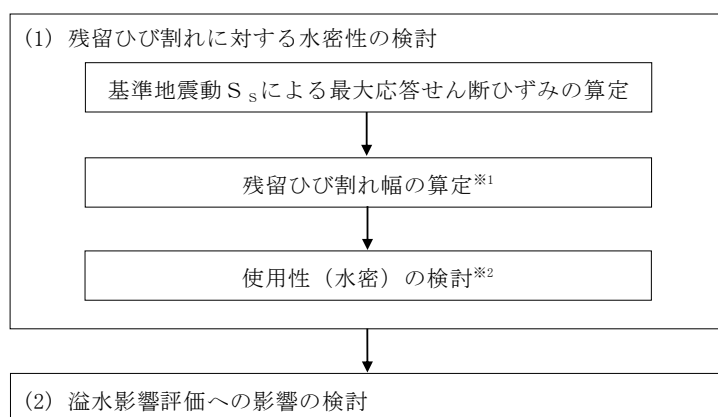 (1) 残留ひび割れに対する水密性の検討
基準地震動Ｓｓによる最大応答せん断ひずみの算定
残留ひび割れ幅の算定※1
使用性（水密）の検討※2
(2) 溢水影響評価への影響の検討